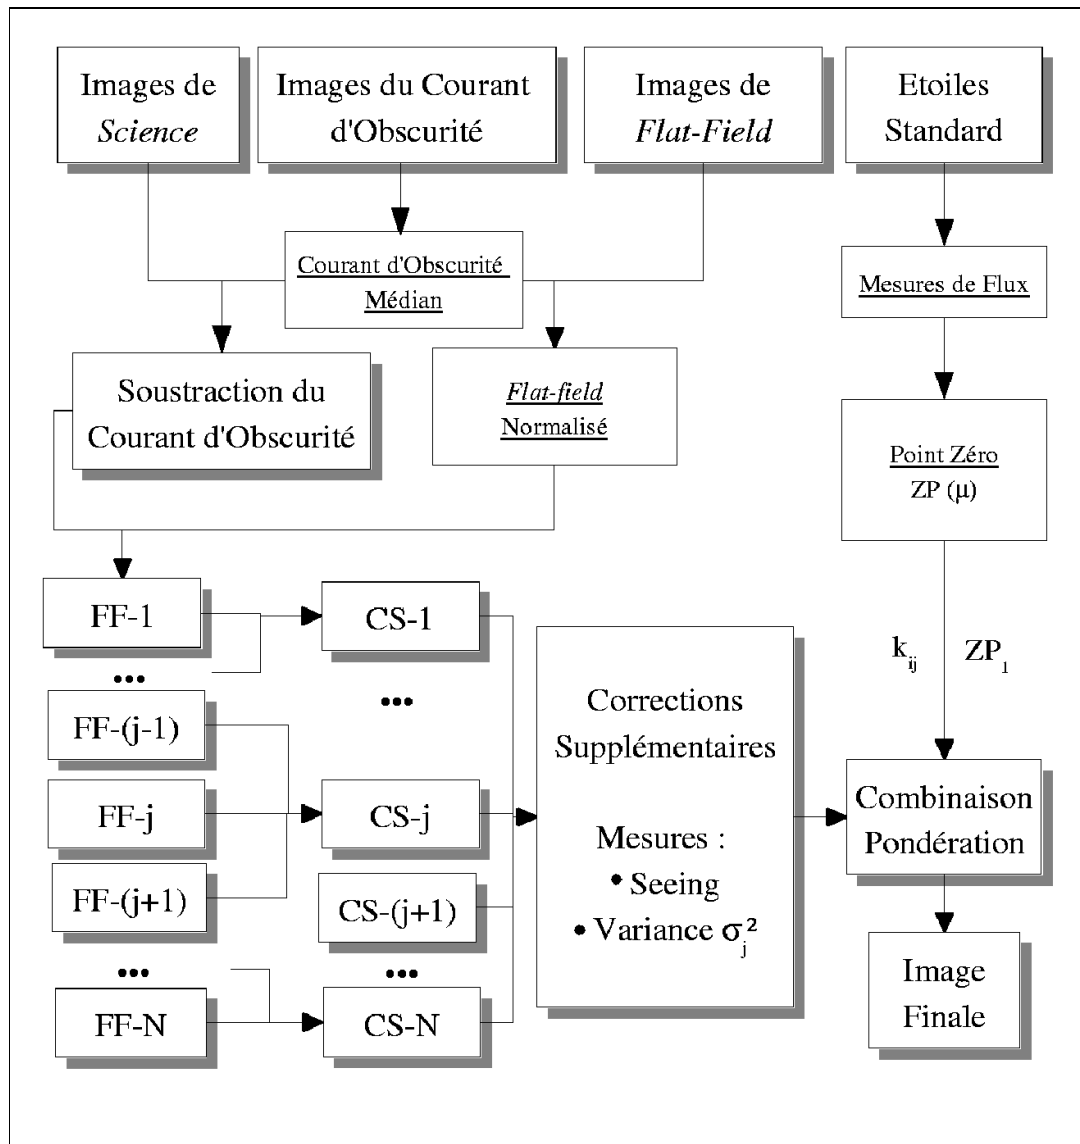 Images de
Science
Images du Courant
d'Obscurité
Images de
Flat-Field
Etoiles
Standard
Courant d'Obscurité
Médian
Mesures de Flux
Soustraction du
Courant d'Obscurité
Flat-field
Normalisé
Point Zéro
ZP (μ)
FF-1
CS-1
...
...
FF-(j-1)
FF-j
CS-j
FF-(j+1)
CS-(j+1)
...
...
FF-N
CS-N
Corrections
Supplémentaires
Mesures :
• Seeing
• Variance σ_j²
k_ij ZP_1
Combinaison
Pondération
Image
Finale